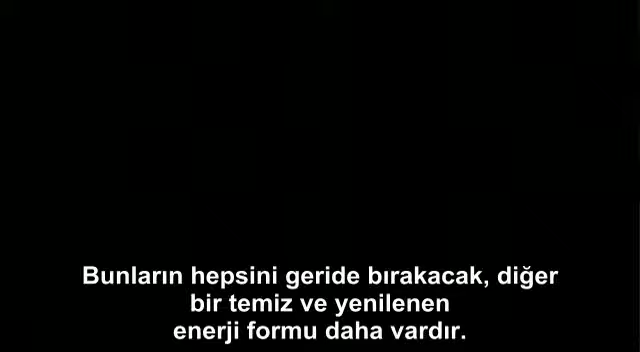 Bunların hepsini geride bırakacak, diğer
bir temiz ve yenilenen
enerji formu daha vardır.